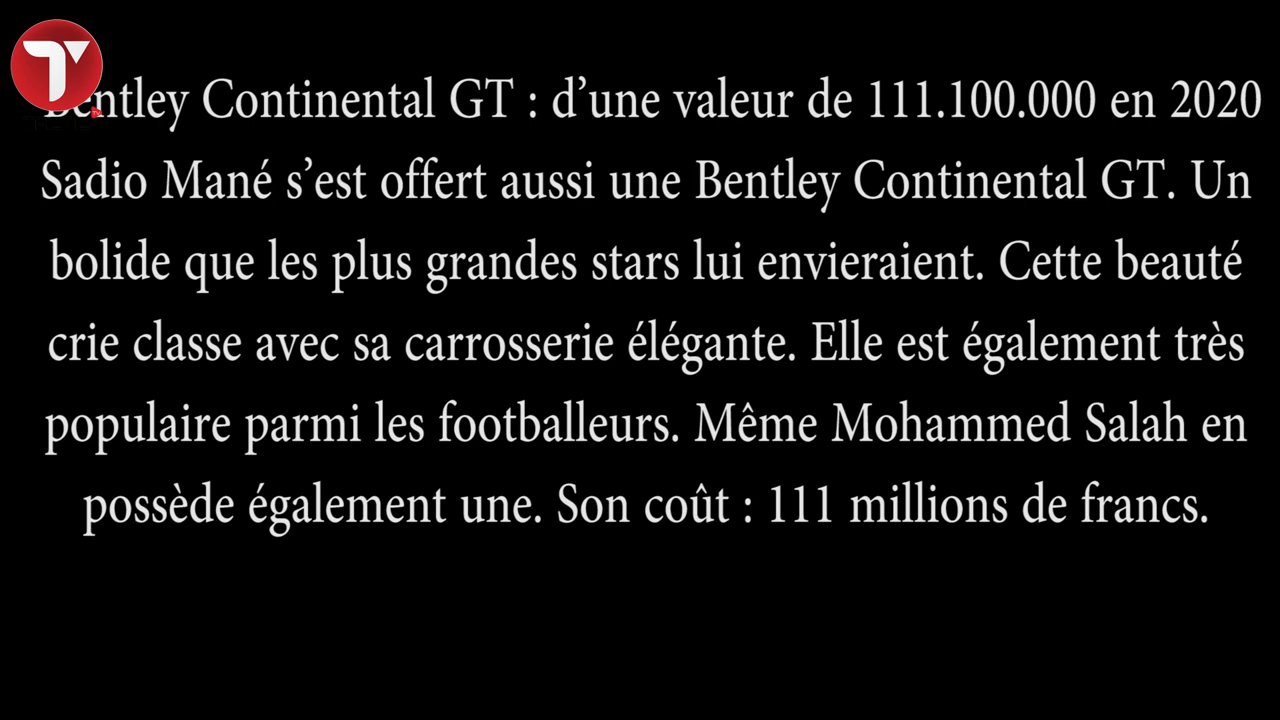 Bentley Continental GT : d’une valeur de 111.100.000 en 2020
Sadio Mané s’est offert aussi une Bentley Continental GT. Un
bolide que les plus grandes stars lui envieraient. Cette beauté
crie classe avec sa carrosserie élégante. Elle est également très
populaire parmi les footballeurs. Même Mohammed Salah en
possède également une. Son coût : 111 millions de francs.